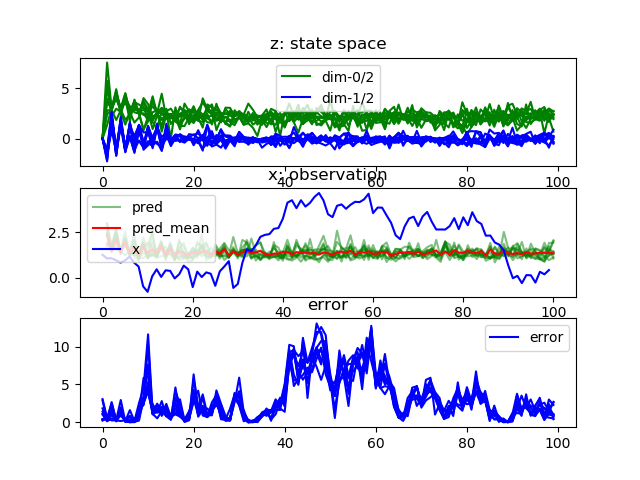 z: state space
5
0
dim-0/2
dim-1/2
0 20 40 60 80 100
x: observation
2.5
0.0
pred
pred_mean
x
0 20 40 60 80 100
error
10
5
0
error
0 20 40 60 80 100